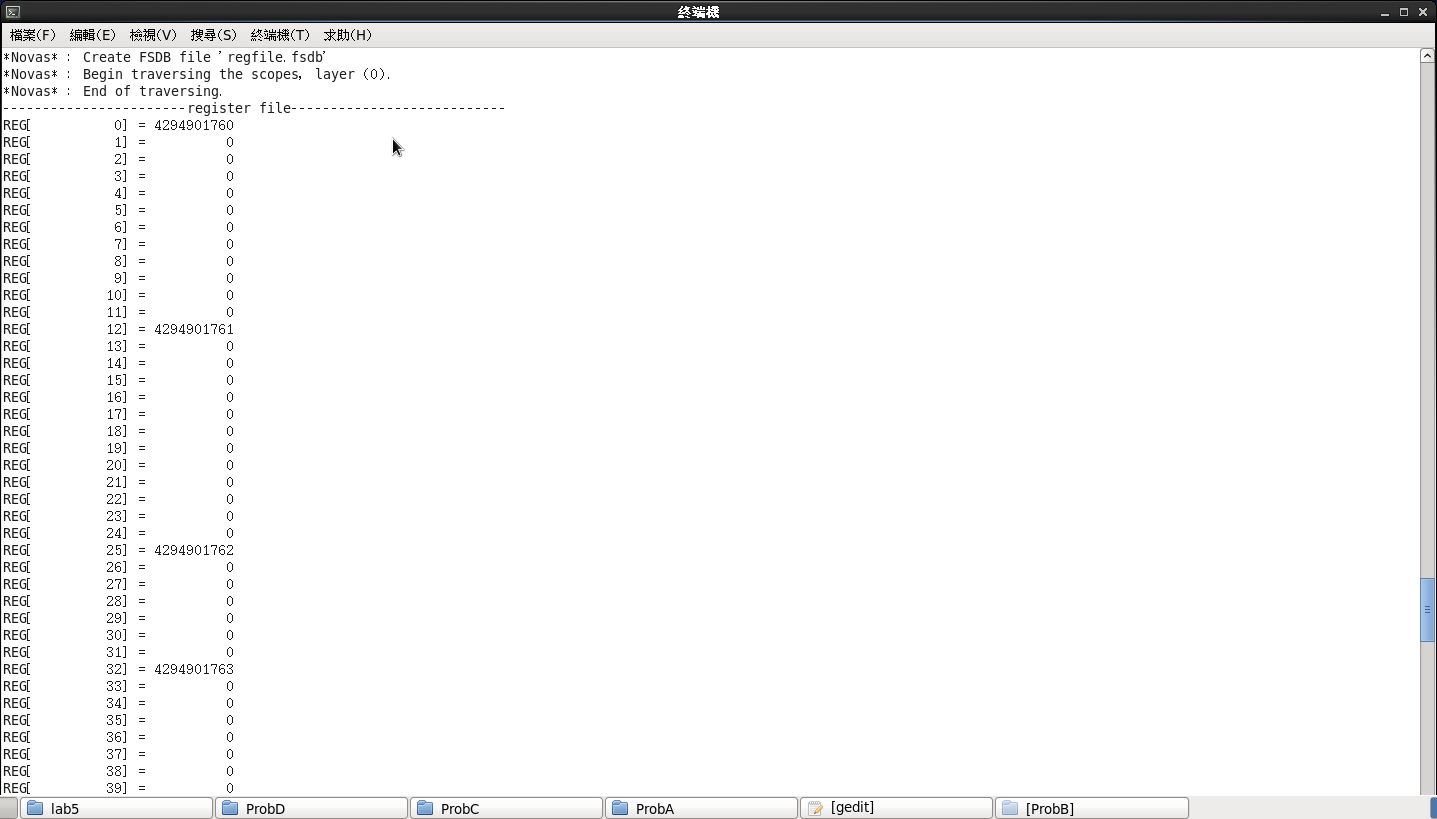 終端機
檔案(F) 編輯(E) 檢視(V) 搜尋(S) 終端機(T) 求助(H)
*Novas* : Create FSDB file 'regfile.fsdb'
*Novas* : Begin traversing the scopes, layer (0).
*Novas* : End of traversing.
-----------------------register file---------------------------
REG[          0] = 4294901760
REG[          1] =          0
REG[          2] =          0
REG[          3] =          0
REG[          4] =          0
REG[          5] =          0
REG[          6] =          0
REG[          7] =          0
REG[          8] =          0
REG[          9] =          0
REG[         10] =          0
REG[         11] =          0
REG[         12] = 4294901761
REG[         13] =          0
REG[         14] =          0
REG[         15] =          0
REG[         16] =          0
REG[         17] =          0
REG[         18] =          0
REG[         19] =          0
REG[         20] =          0
REG[         21] =          0
REG[         22] =          0
REG[         23] =          0
REG[         24] =          0
REG[         25] = 4294901762
REG[         26] =          0
REG[         27] =          0
REG[         28] =          0
REG[         29] =          0
REG[         30] =          0
REG[         31] =          0
REG[         32] = 4294901763
REG[         33] =          0
REG[         34] =          0
REG[         35] =          0
REG[         36] =          0
REG[         37] =          0
REG[         38] =          0
REG[         39] =          0
lab5 ProbD ProbC ProbA [gedit] [ProbB]